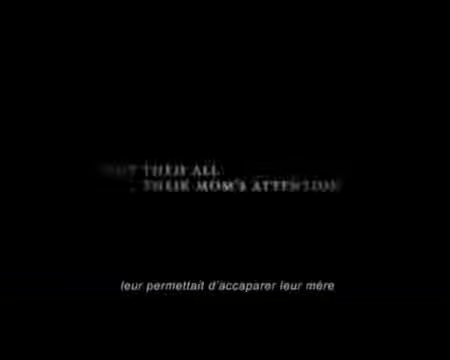 THEM ALL
THEIR MOM'S ATTENTION
leur permettait d'accaparer leur mère